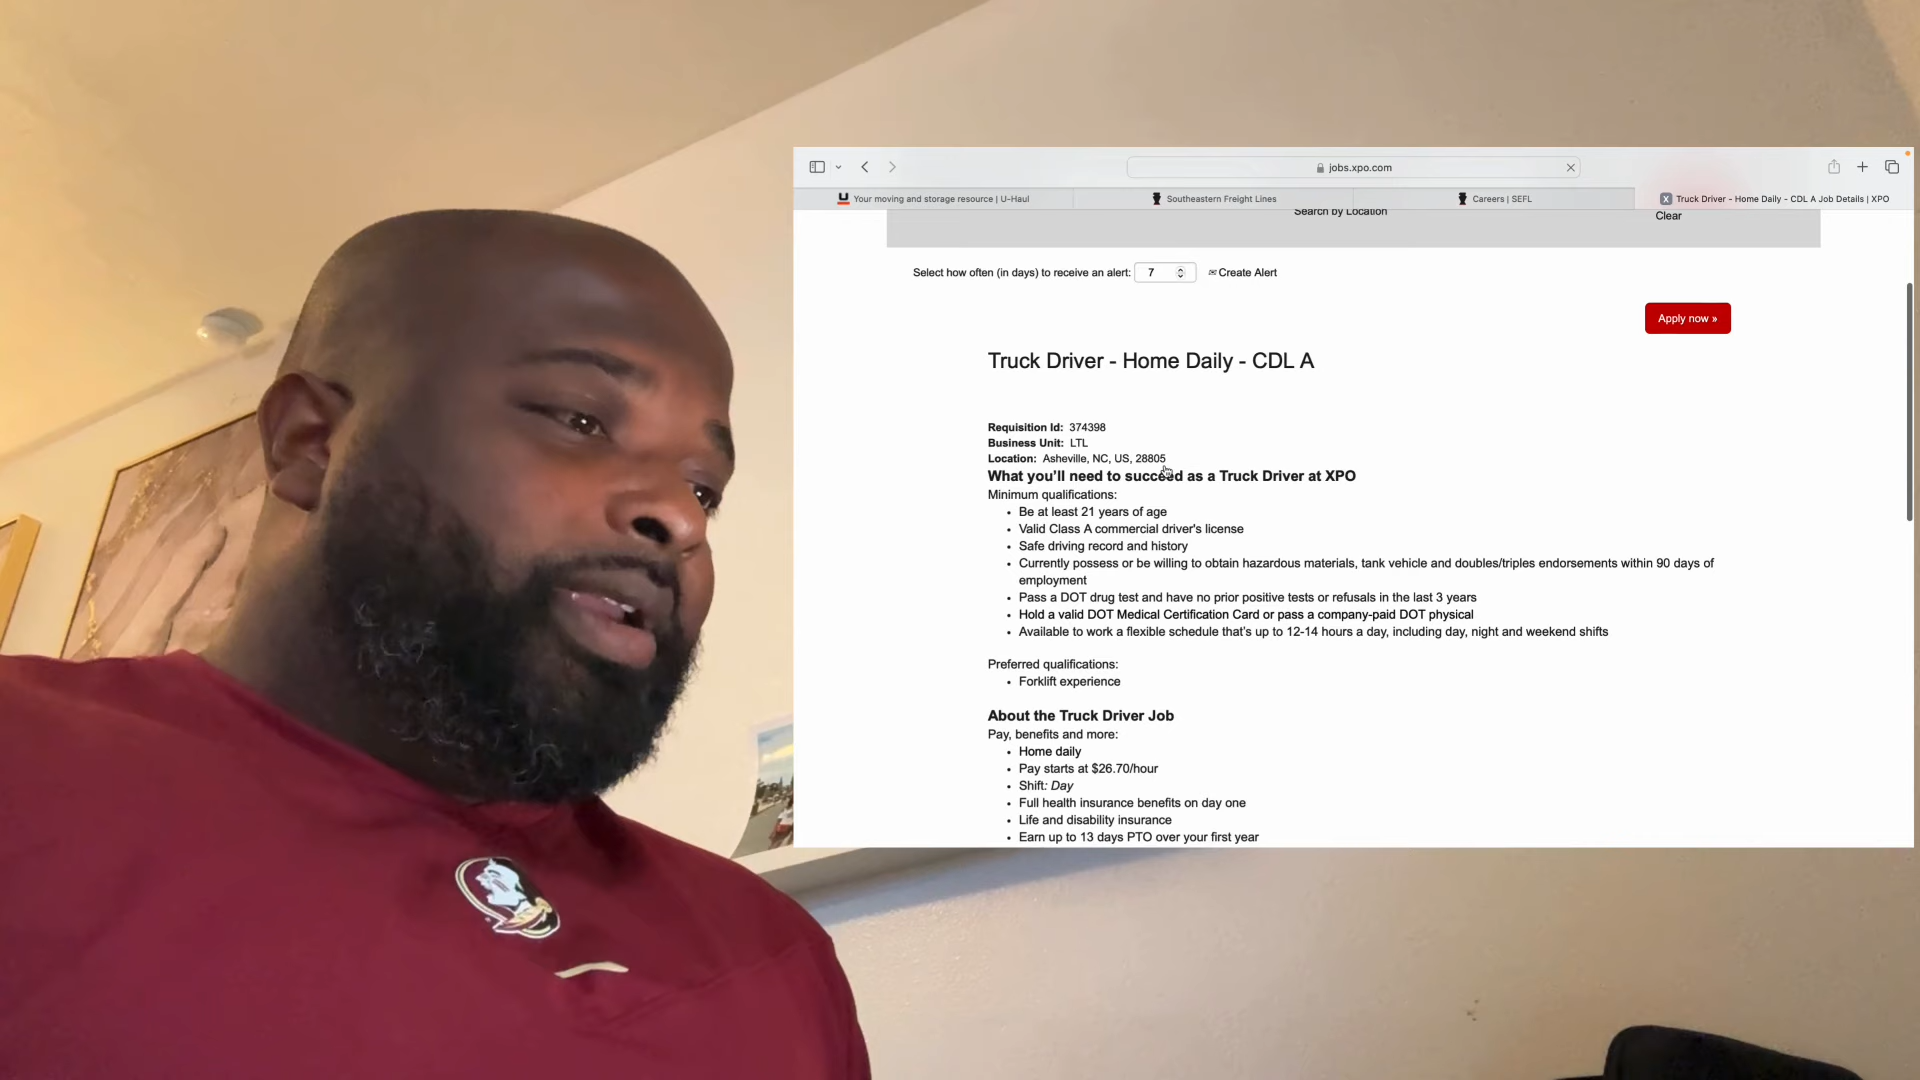 jobs.xpo.com
Your moving and storage resource | U-Haul
Southeastern Freight Lines
Careers | SEFL
Truck Driver - Home Daily - CDL A Job Details | XPO
Search by Location
Clear
Select how often (in days) to receive an alert: 7 Create Alert
Apply now »
Truck Driver - Home Daily - CDL A
Requisition Id: 374398
Business Unit: LTL
Location: Asheville, NC, US, 28805
What you’ll need to succeed as a Truck Driver at XPO
Minimum qualifications:
• Be at least 21 years of age
• Valid Class A commercial driver's license
• Safe driving record and history
• Currently possess or be willing to obtain hazardous materials, tank vehicle and doubles/triples endorsements within 90 days of
employment
• Pass a DOT drug test and have no prior positive tests or refusals in the last 3 years
• Hold a valid DOT Medical Certification Card or pass a company-paid DOT physical
• Available to work a flexible schedule that’s up to 12-14 hours a day, including day, night and weekend shifts
Preferred qualifications:
• Forklift experience
About the Truck Driver Job
Pay, benefits and more:
• Home daily
• Pay starts at $26.70/hour
• Shift: Day
• Full health insurance benefits on day one
• Life and disability insurance
• Earn up to 13 days PTO over your first year